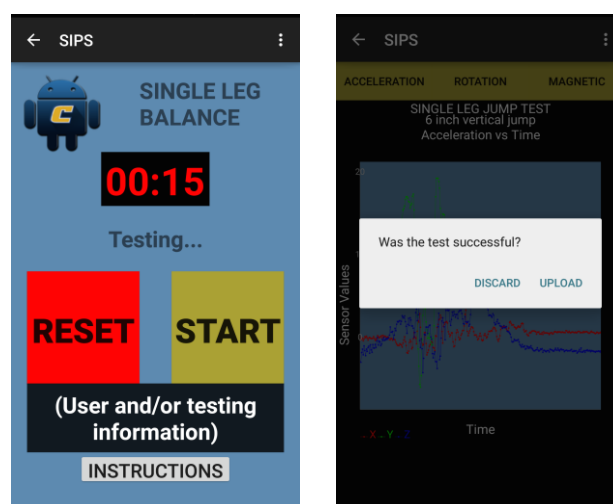 SIPS
C
SINGLE LEG
BALANCE
00:15
Testing...
RESET
START
(User and/or testing
information)
INSTRUCTIONS
SIPS
ACCELERATION ROTATION MAGNETIC
SINGLE LEG JUMP TEST
6 inch vertical jump
Acceleration vs Time
20
Was the test successful?
DISCARD UPLOAD
Sensor Values
0
_ X _ Y _ Z
Time